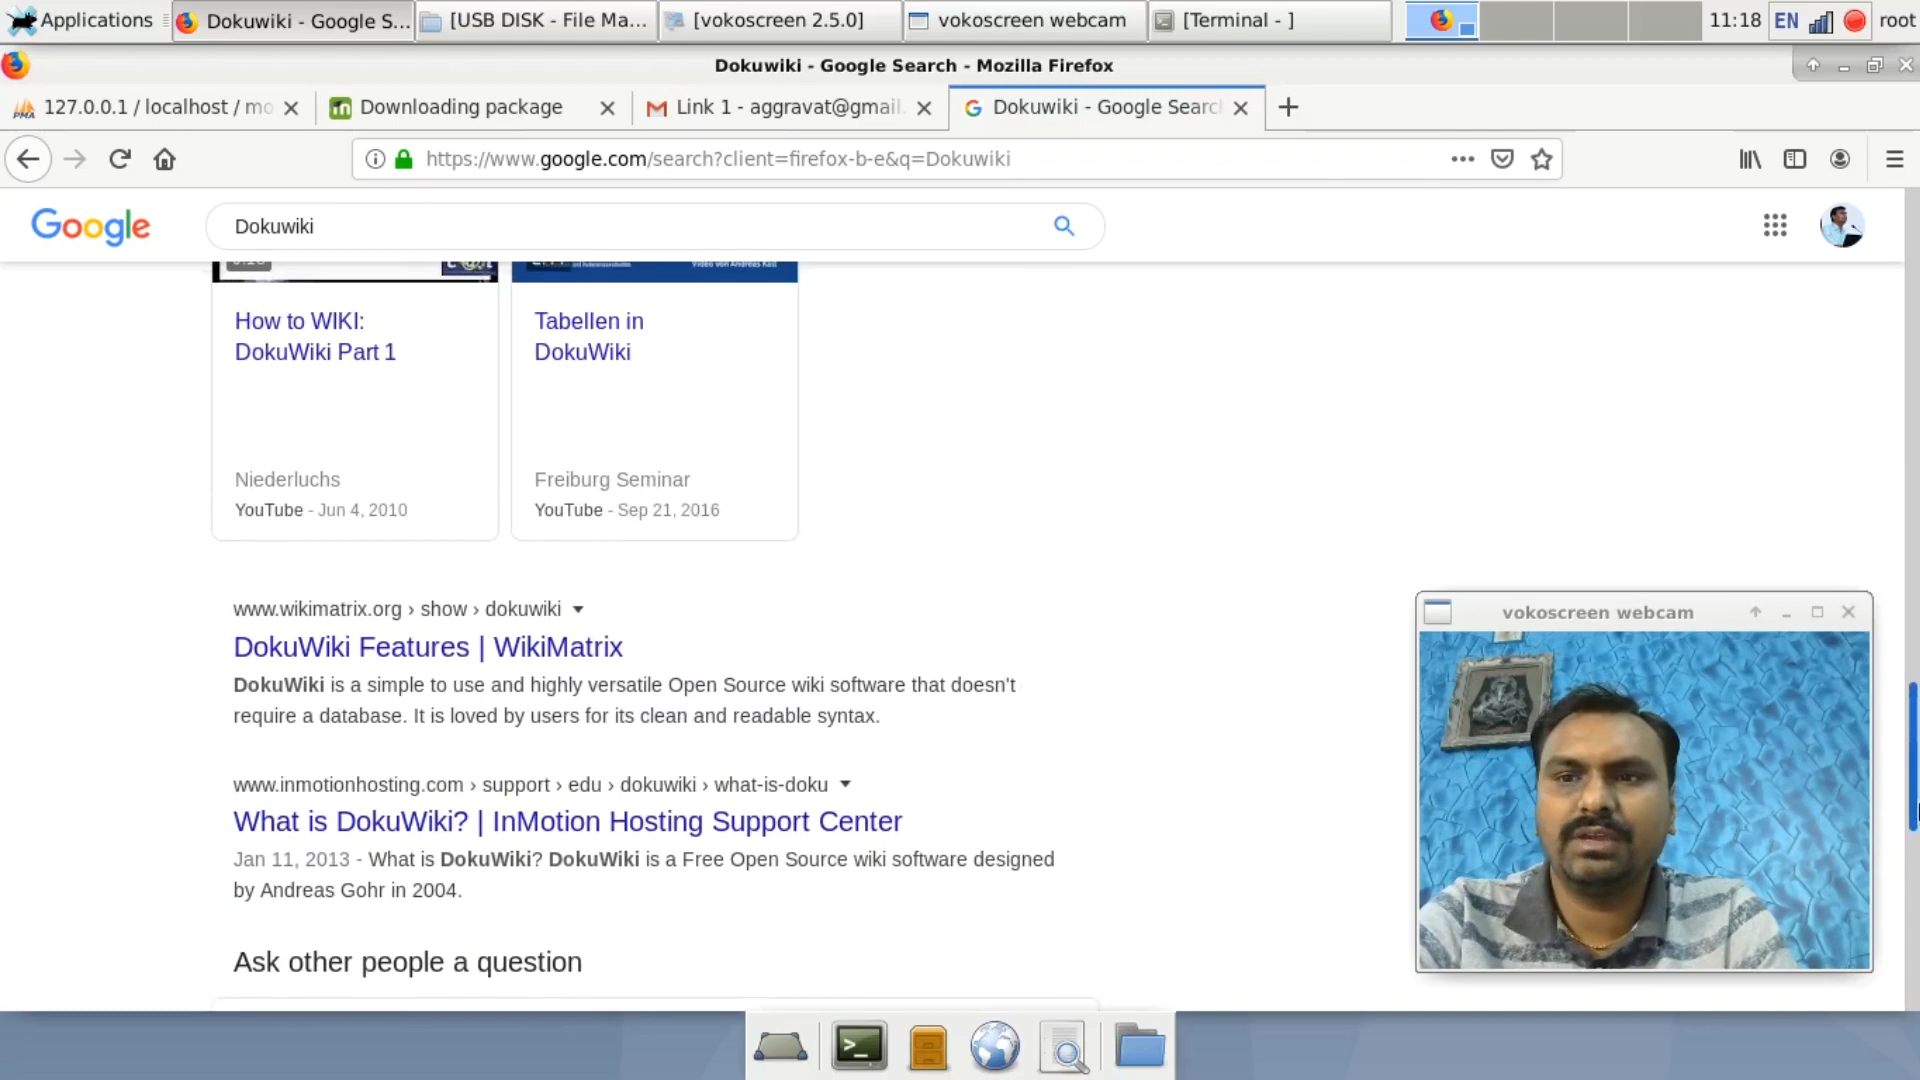 Applications
Dokuwiki - Google S...
[USB DISK - File Ma...
[vokoscreen 2.5.0]
vokoscreen webcam
[Terminal - ]
11:18
EN
root
Dokuwiki - Google Search - Mozilla Firefox
127.0.0.1 / localhost / mo
Downloading package
Link 1 - aggravat@gmail.
Dokuwiki - Google Search
https://www.google.com/search?client=firefox-b-e&q=Dokuwiki
Google
Dokuwiki
How to WIKI:
DokuWiki Part 1
Niederluchs
YouTube - Jun 4, 2010
Video von Andreas Kalt
Tabellen in
DokuWiki
Freiburg Seminar
YouTube - Sep 21, 2016
www.wikimatrix.org › show › dokuwiki
DokuWiki Features | WikiMatrix
DokuWiki is a simple to use and highly versatile Open Source wiki software that doesn't
require a database. It is loved by users for its clean and readable syntax.
www.inmotionhosting.com › support › edu › dokuwiki › what-is-doku
What is DokuWiki? | InMotion Hosting Support Center
Jan 11, 2013 - What is DokuWiki? DokuWiki is a Free Open Source wiki software designed
by Andreas Gohr in 2004.
Ask other people a question
vokoscreen webcam